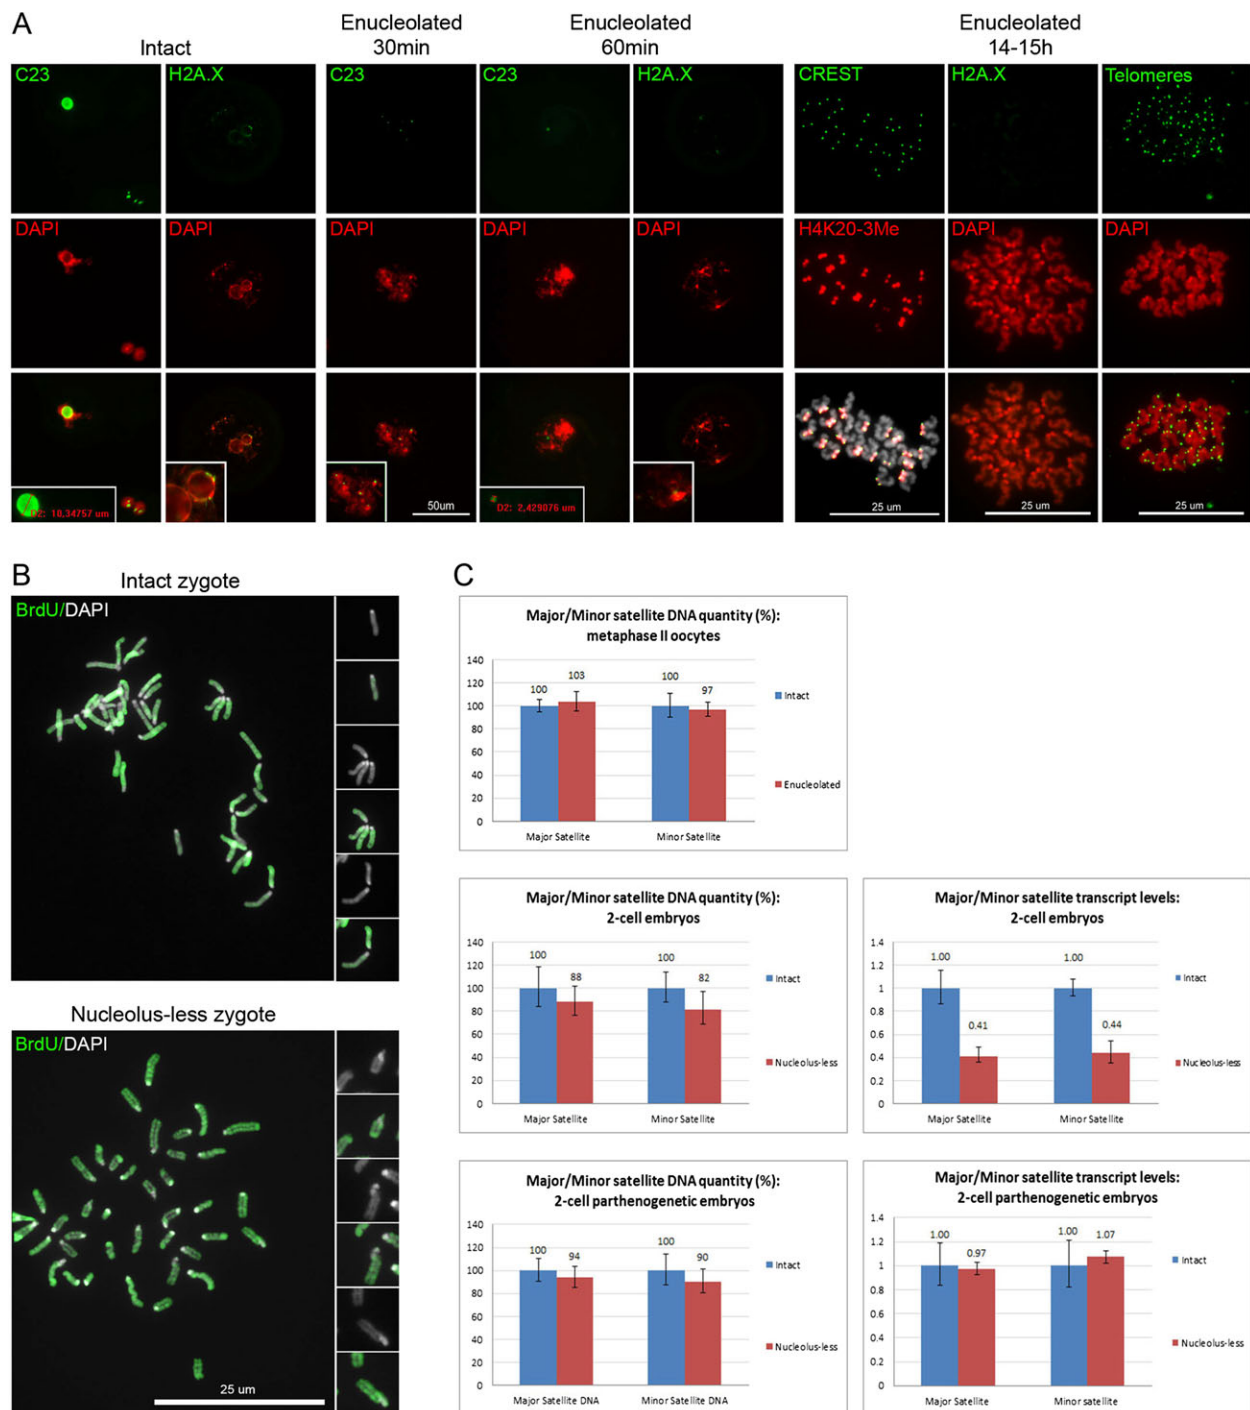 A
Intact
Enucleolated
30min
Enucleolated
60min
Enucleolated
14-15h
C23
H2A.X
C23
C23
H2A.X
CREST
H2A.X
Telomeres
DAPI
DAPI
DAPI
DAPI
DAPI
H4K20-3Me
DAPI
DAPI
D2: 18,34757 um
50um
D2: 2,429076 um
25 um
25 um
25 um
B
Intact zygote
BrdU/DAPI
Nucleolus-less zygote
BrdU/DAPI
25 um
C
Major/Minor satellite DNA quantity (%):
metaphase II oocytes
140
120
100
80
60
40
20
0
100
103
100
97
Major Satellite
Minor Satellite
Intact
Enucleolated
Major/Minor satellite DNA quantity (%):
2-cell embryos
140
120
100
80
60
40
20
0
100
88
100
82
Major Satellite
Minor Satellite
Intact
Nucleolus-less
Major/Minor satellite transcript levels:
2-cell embryos
1.4
1.2
1
0.8
0.6
0.4
0.2
0
1.00
0.41
1.00
0.44
Major Satellite
Minor Satellite
Intact
Nucleolus-less
Major/Minor satellite DNA quantity (%):
2-cell parthenogenetic embryos
140
120
100
80
60
40
20
0
100
94
100
90
Major Satellite DNA
Minor Satellite DNA
Intact
Nucleolus-less
Major/Minor satellite transcript levels:
2-cell parthenogenetic embryos
1.4
1.2
1
0.8
0.6
0.4
0.2
0
1.00
0.97
1.00
1.07
Major Satellite
Minor satellite
Intact
Nucleolus-less